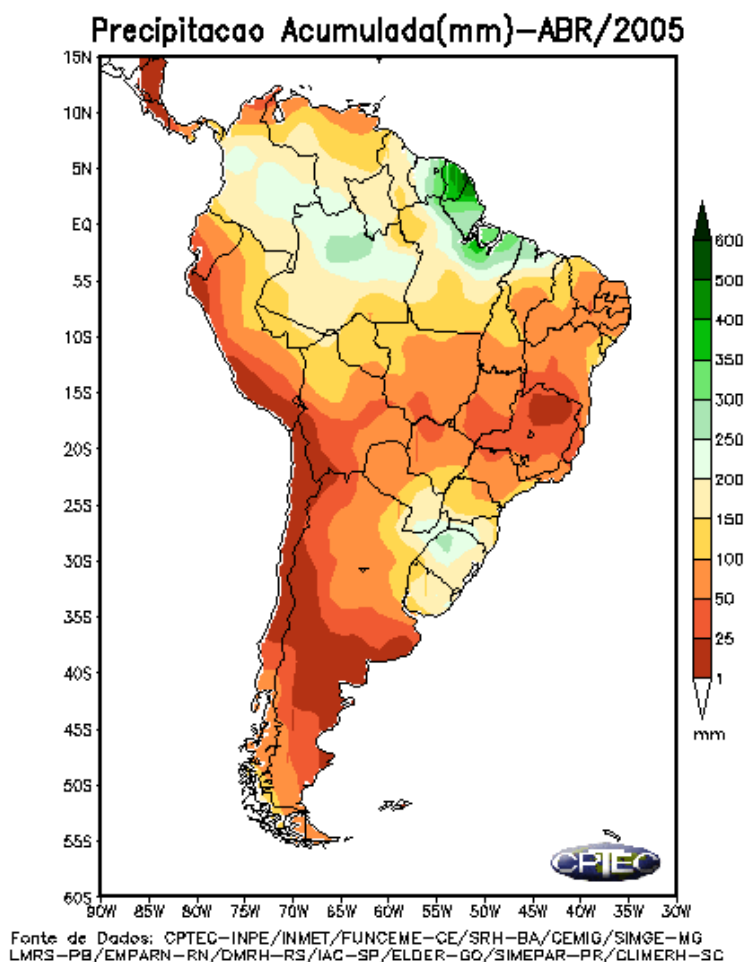 Precipitacao Acumulada(mm)-ABR/2005
15N
10N
5N
EQ
5S
10S
15S
20S
25S
30S
35S
40S
45S
50S
55S
60S
90W 85W 80W 75W 70W 65W 60W 55W 50W 45W 40W 35W 30W
600
500
400
300
250
200
150
100
50
25
1
mm
CPTEC
Fonte de Dados: CPTEC-INPE/INMET/FUNCEME-CE/SRH-BA/CEMIG/SIMGE-MG
LMRS-PB/EMPARN-RN/DMRH-RS/IAC-SP/ELDER-GO/SIMEPAR-PR/CLIMERH-SC